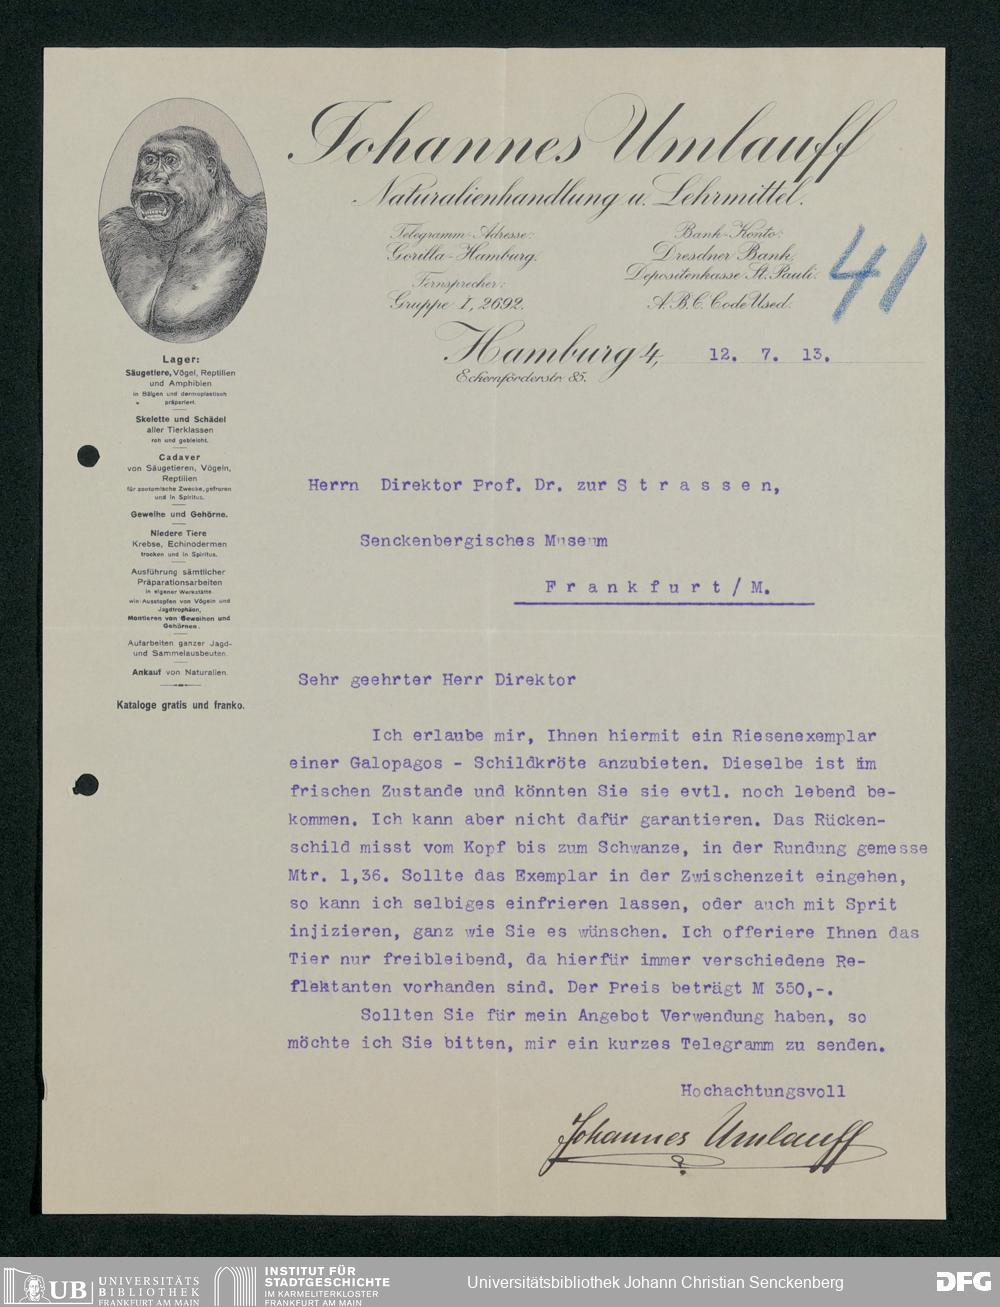 Johannes Umlauff
Naturalienhandlung u. Lehrmittel.
Telegramm-Adresse:
Gorilla-Hamburg.
Fernsprecher:
Gruppe I, 2692.
Bank-Konto:
Dresdner Bank,
Depositenkasse St. Pauli.
A.B.C. Code Used.
41
Hamburg 4, 12. 7. 13.
Eckernförderstr. 85.
Lager:
Säugetiere, Vögel, Reptilien
und Amphibien
in Bälgen und dermoplastisch
präpariert.
Skelette und Schädel
aller Tierklassen
roh und gebleicht.
Cadaver
von Säugetieren, Vögeln,
Reptilien
für zootomische Zwecke, gefroren
und in Spiritus.
Geweihe und Gehörne.
Niedere Tiere
Krebse, Echinodermen
trocken und in Spiritus.
Ausführung sämtlicher
Präparationsarbeiten
in eigener Werkstätte.
wie Ausstopfen von Vögeln und
Jagdtrophäen,
Montieren von Geweihen und
Gehörnen.
Aufarbeiten ganzer Jagd-
und Sammelausbeuten.
Ankauf von Naturalien.
Kataloge gratis und franko.
Herrn Direktor Prof. Dr. zur S t r a s s e n,
Senckenbergisches Museum
F r a n k f u r t / M.
Sehr geehrter Herr Direktor
Ich erlaube mir, Ihnen hiermit ein Riesenexemplar
einer Galopagos - Schildkröte anzubieten. Dieselbe ist im
frischen Zustande und könnten Sie sie evtl. noch lebend be-
kommen. Ich kann aber nicht dafür garantieren. Das Rücken-
schild misst vom Kopf bis zum Schwanze, in der Rundung gemesse
Mtr. 1,36. Sollte das Exemplar in der Zwischenzeit eingehen,
so kann ich selbiges einfrieren lassen, oder auch mit Sprit
injizieren, ganz wie Sie es wünschen. Ich offeriere Ihnen das
Tier nur freibleibend, da hierfür immer verschiedene Re-
flektanten vorhanden sind. Der Preis beträgt M 350,-.
Sollten Sie für mein Angebot Verwendung haben, so
möchte ich Sie bitten, mir ein kurzes Telegramm zu senden.
Hochachtungsvoll
Johannes Umlauff
UB UNIVERSITÄTS
BIBLIOTHEK
FRANKFURT AM MAIN
INSTITUT FÜR
STADTGESCHICHTE
IM KARMELITERKLOSTER
FRANKFURT AM MAIN
Universitätsbibliothek Johann Christian Senckenberg
DFG